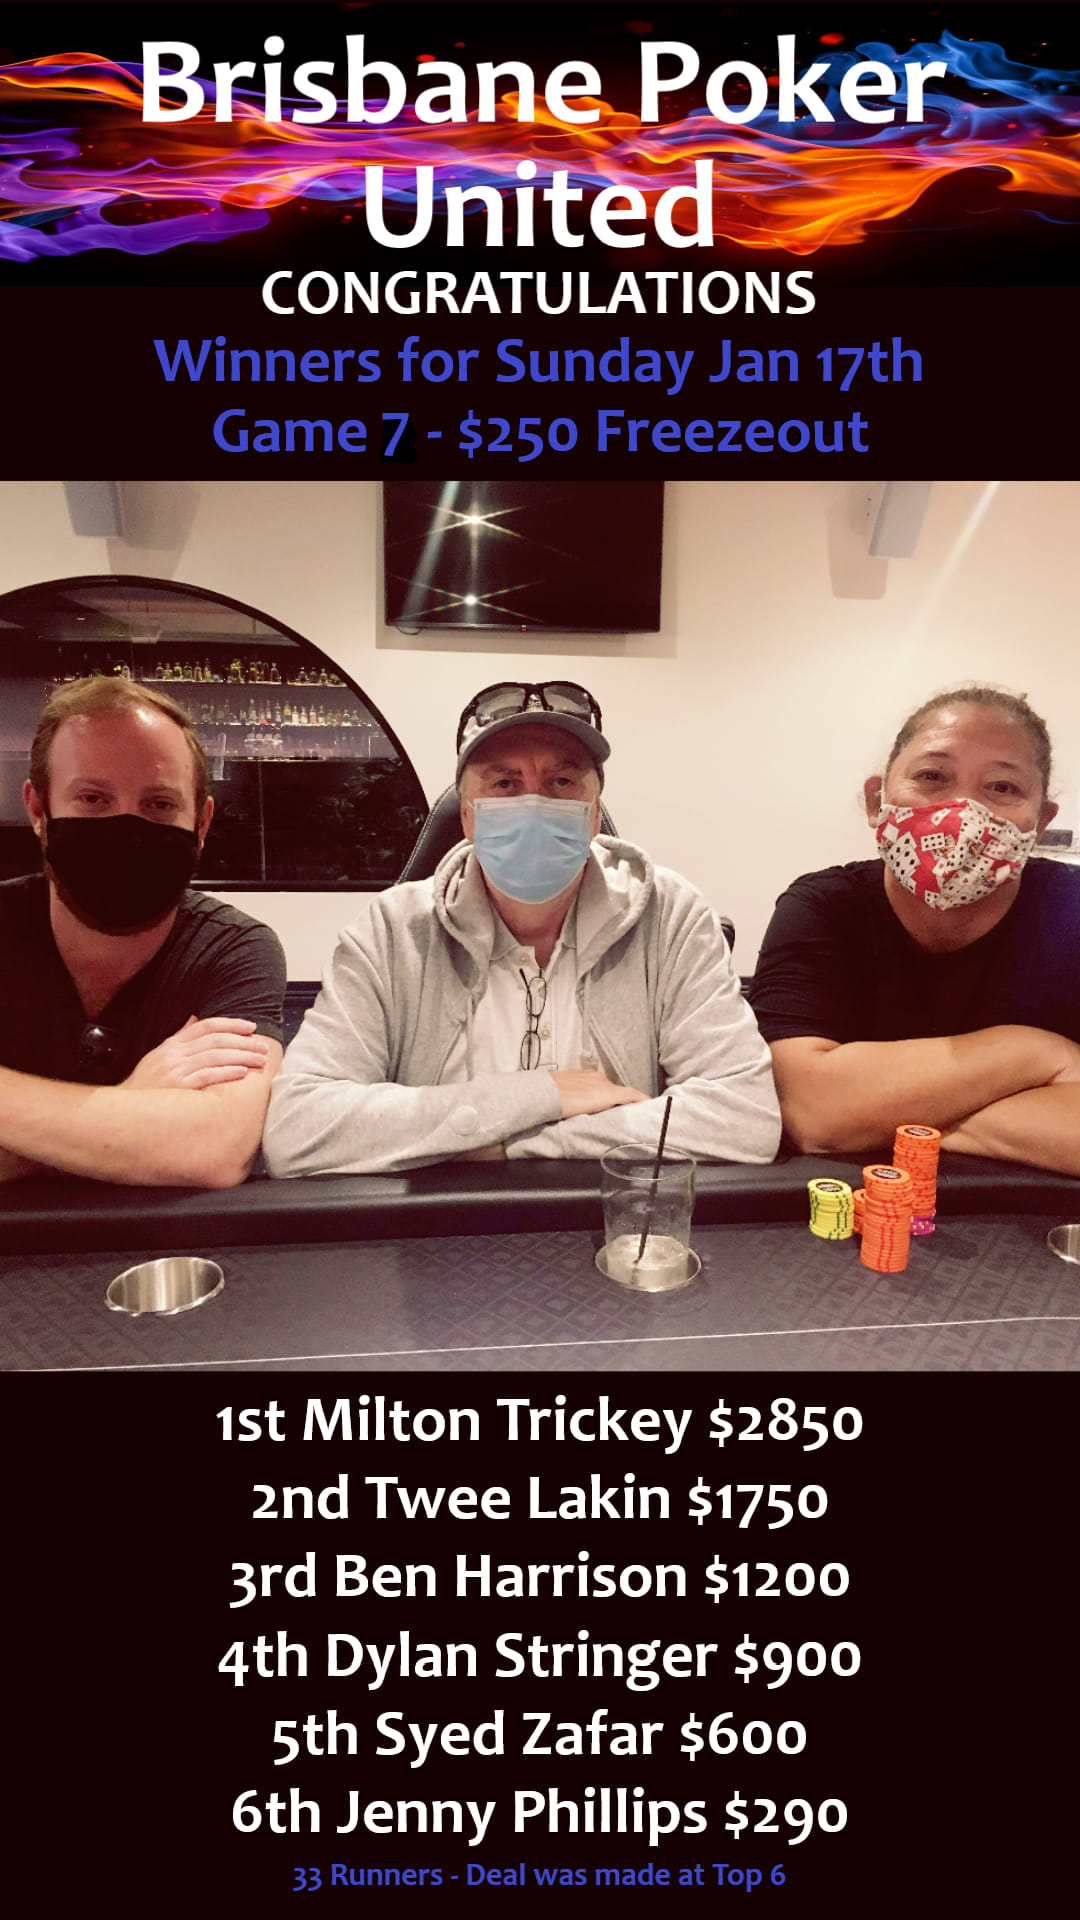 Brisbane Poker
United
CONGRATULATIONS
Winners for Sunday Jan 17th
Game 7 - $250 Freezeout
1st Milton Trickey $2850
2nd Twee Lakin $1750
3rd Ben Harrison $1200
4th Dylan Stringer $900
5th Syed Zafar $600
6th Jenny Phillips $290
33 Runners - Deal was made at Top 6